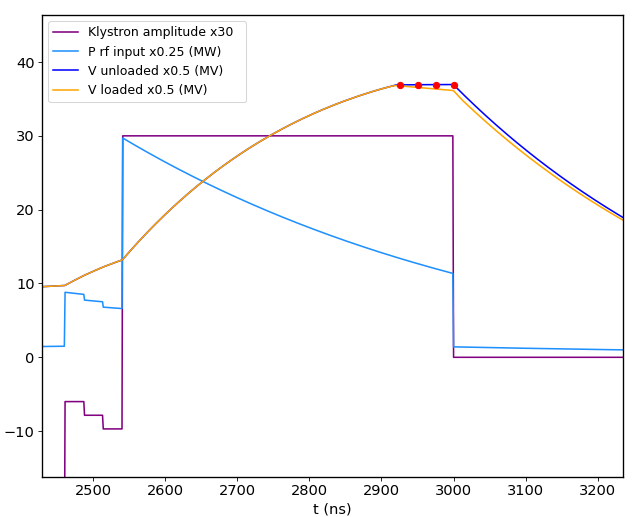 Klystron amplitude x30
P rf input x0.25 (MW)
V unloaded x0.5 (MV)
V loaded x0.5 (MV)
40
30
20
10
0
−10
2500 2600 2700 2800 2900 3000 3100 3200
t (ns)